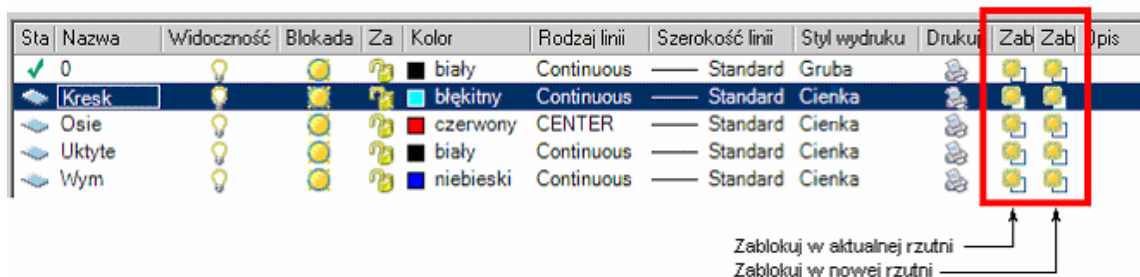 Sta Nazwa Widoczność Blokada Za Kolor Rodzaj linii Szerokość linii Styl wydruku Drukuj Zab Zab Opis
0 biały Continuous Standard Gruba
Kresk błękitny Continuous Standard Cienka
Osie czerwony CENTER Standard Cienka
Uktyte biały Continuous Standard Cienka
Wym niebieski Continuous Standard Cienka
Zablokuj w aktualnej rzutni
Zablokuj w nowej rzutni